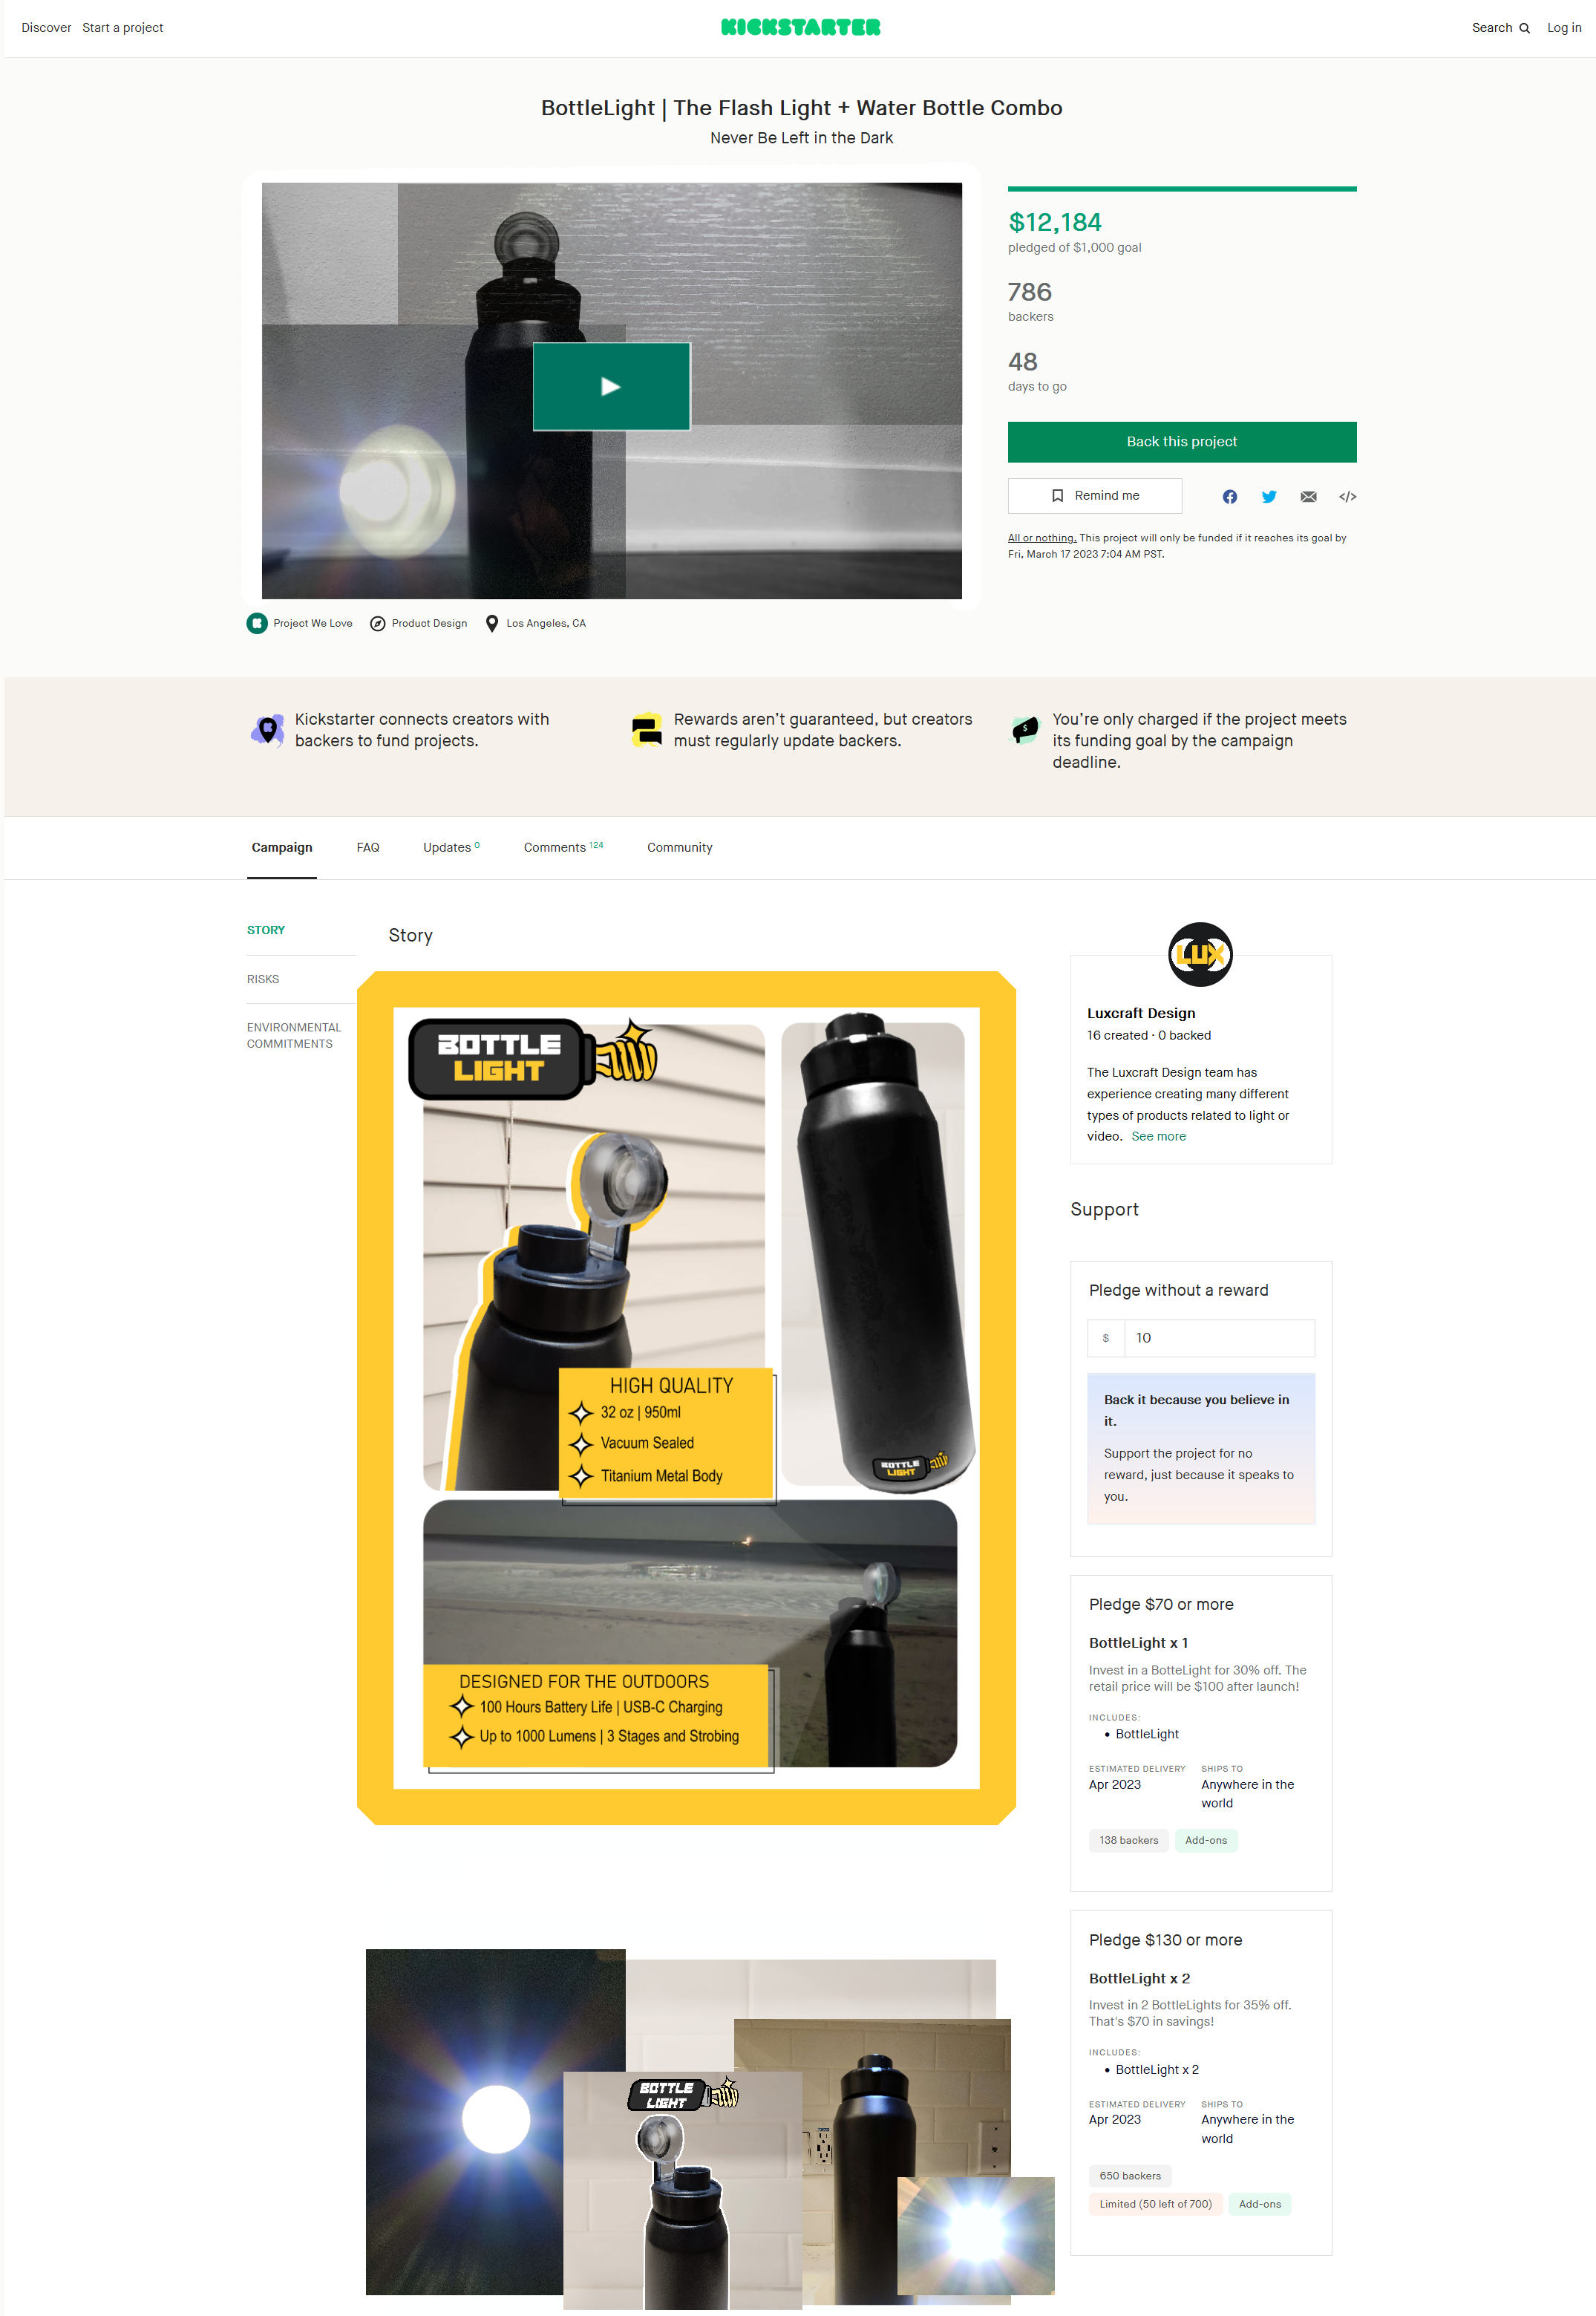 Discover Start a project
KICKSTARTER
Search Log in
BottleLight | The Flash Light + Water Bottle Combo
Never Be Left in the Dark
$12,184
pledged of $1,000 goal
786
backers
48
days to go
Back this project
Remind me
All or nothing. This project will only be funded if it reaches its goal by
Fri, March 17 2023 7:04 AM PST.
Project We Love Product Design Los Angeles, CA
Kickstarter connects creators with
backers to fund projects.
Rewards aren't guaranteed, but creators
must regularly update backers.
You're only charged if the project meets
its funding goal by the campaign
deadline.
Campaign FAQ Updates 0 Comments 124 Community
STORY
RISKS
ENVIRONMENTAL
COMMITMENTS
Story
BOTTLE
LIGHT
HIGH QUALITY
32 oz | 950ml
Vacuum Sealed
Titanium Metal Body
BOTTLE
LIGHT
DESIGNED FOR THE OUTDOORS
100 Hours Battery Life | USB-C Charging
Up to 1000 Lumens | 3 Stages and Strobing
BOTTLE
LIGHT
LUX
Luxcraft Design
16 created · 0 backed
The Luxcraft Design team has
experience creating many different
types of products related to light or
video. See more
Support
Pledge without a reward
$ 10
Back it because you believe in
it.
Support the project for no
reward, just because it speaks to
you.
Pledge $70 or more
BottleLight x 1
Invest in a BotteLight for 30% off. The
retail price will be $100 after launch!
INCLUDES:
• BottleLight
ESTIMATED DELIVERY SHIPS TO
Apr 2023 Anywhere in the
world
138 backers Add-ons
Pledge $130 or more
BottleLight x 2
Invest in 2 BottleLights for 35% off.
That's $70 in savings!
INCLUDES:
• BottleLight x 2
ESTIMATED DELIVERY SHIPS TO
Apr 2023 Anywhere in the
world
650 backers
Limited (50 left of 700) Add-ons